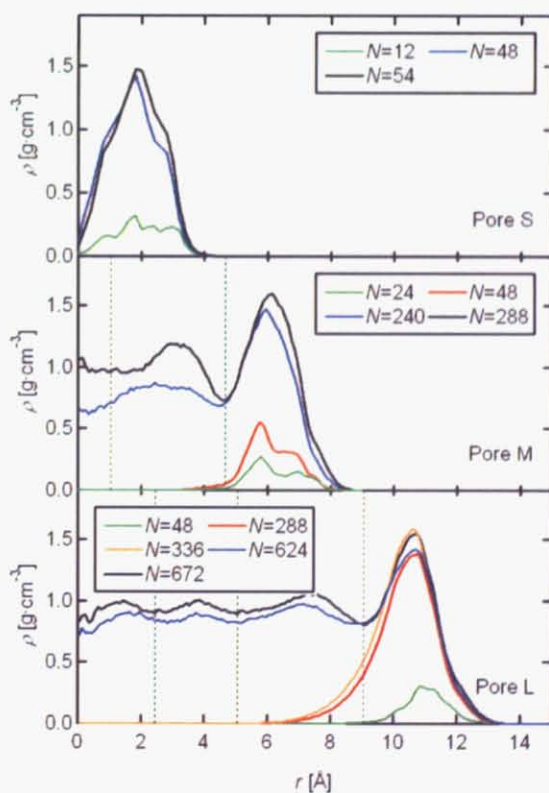 N=12 N=48
N=54
1.5
1.0
0.5
0.0
ρ [g·cm⁻³]
Pore S
N=24 N=48
N=240 N=288
1.5
1.0
0.5
0.0
ρ [g·cm⁻³]
Pore M
N=48 N=288
N=336 N=624
N=672
1.5
1.0
0.5
0.0
ρ [g·cm⁻³]
Pore L
0 2 4 6 8 10 12 14
r [Å]